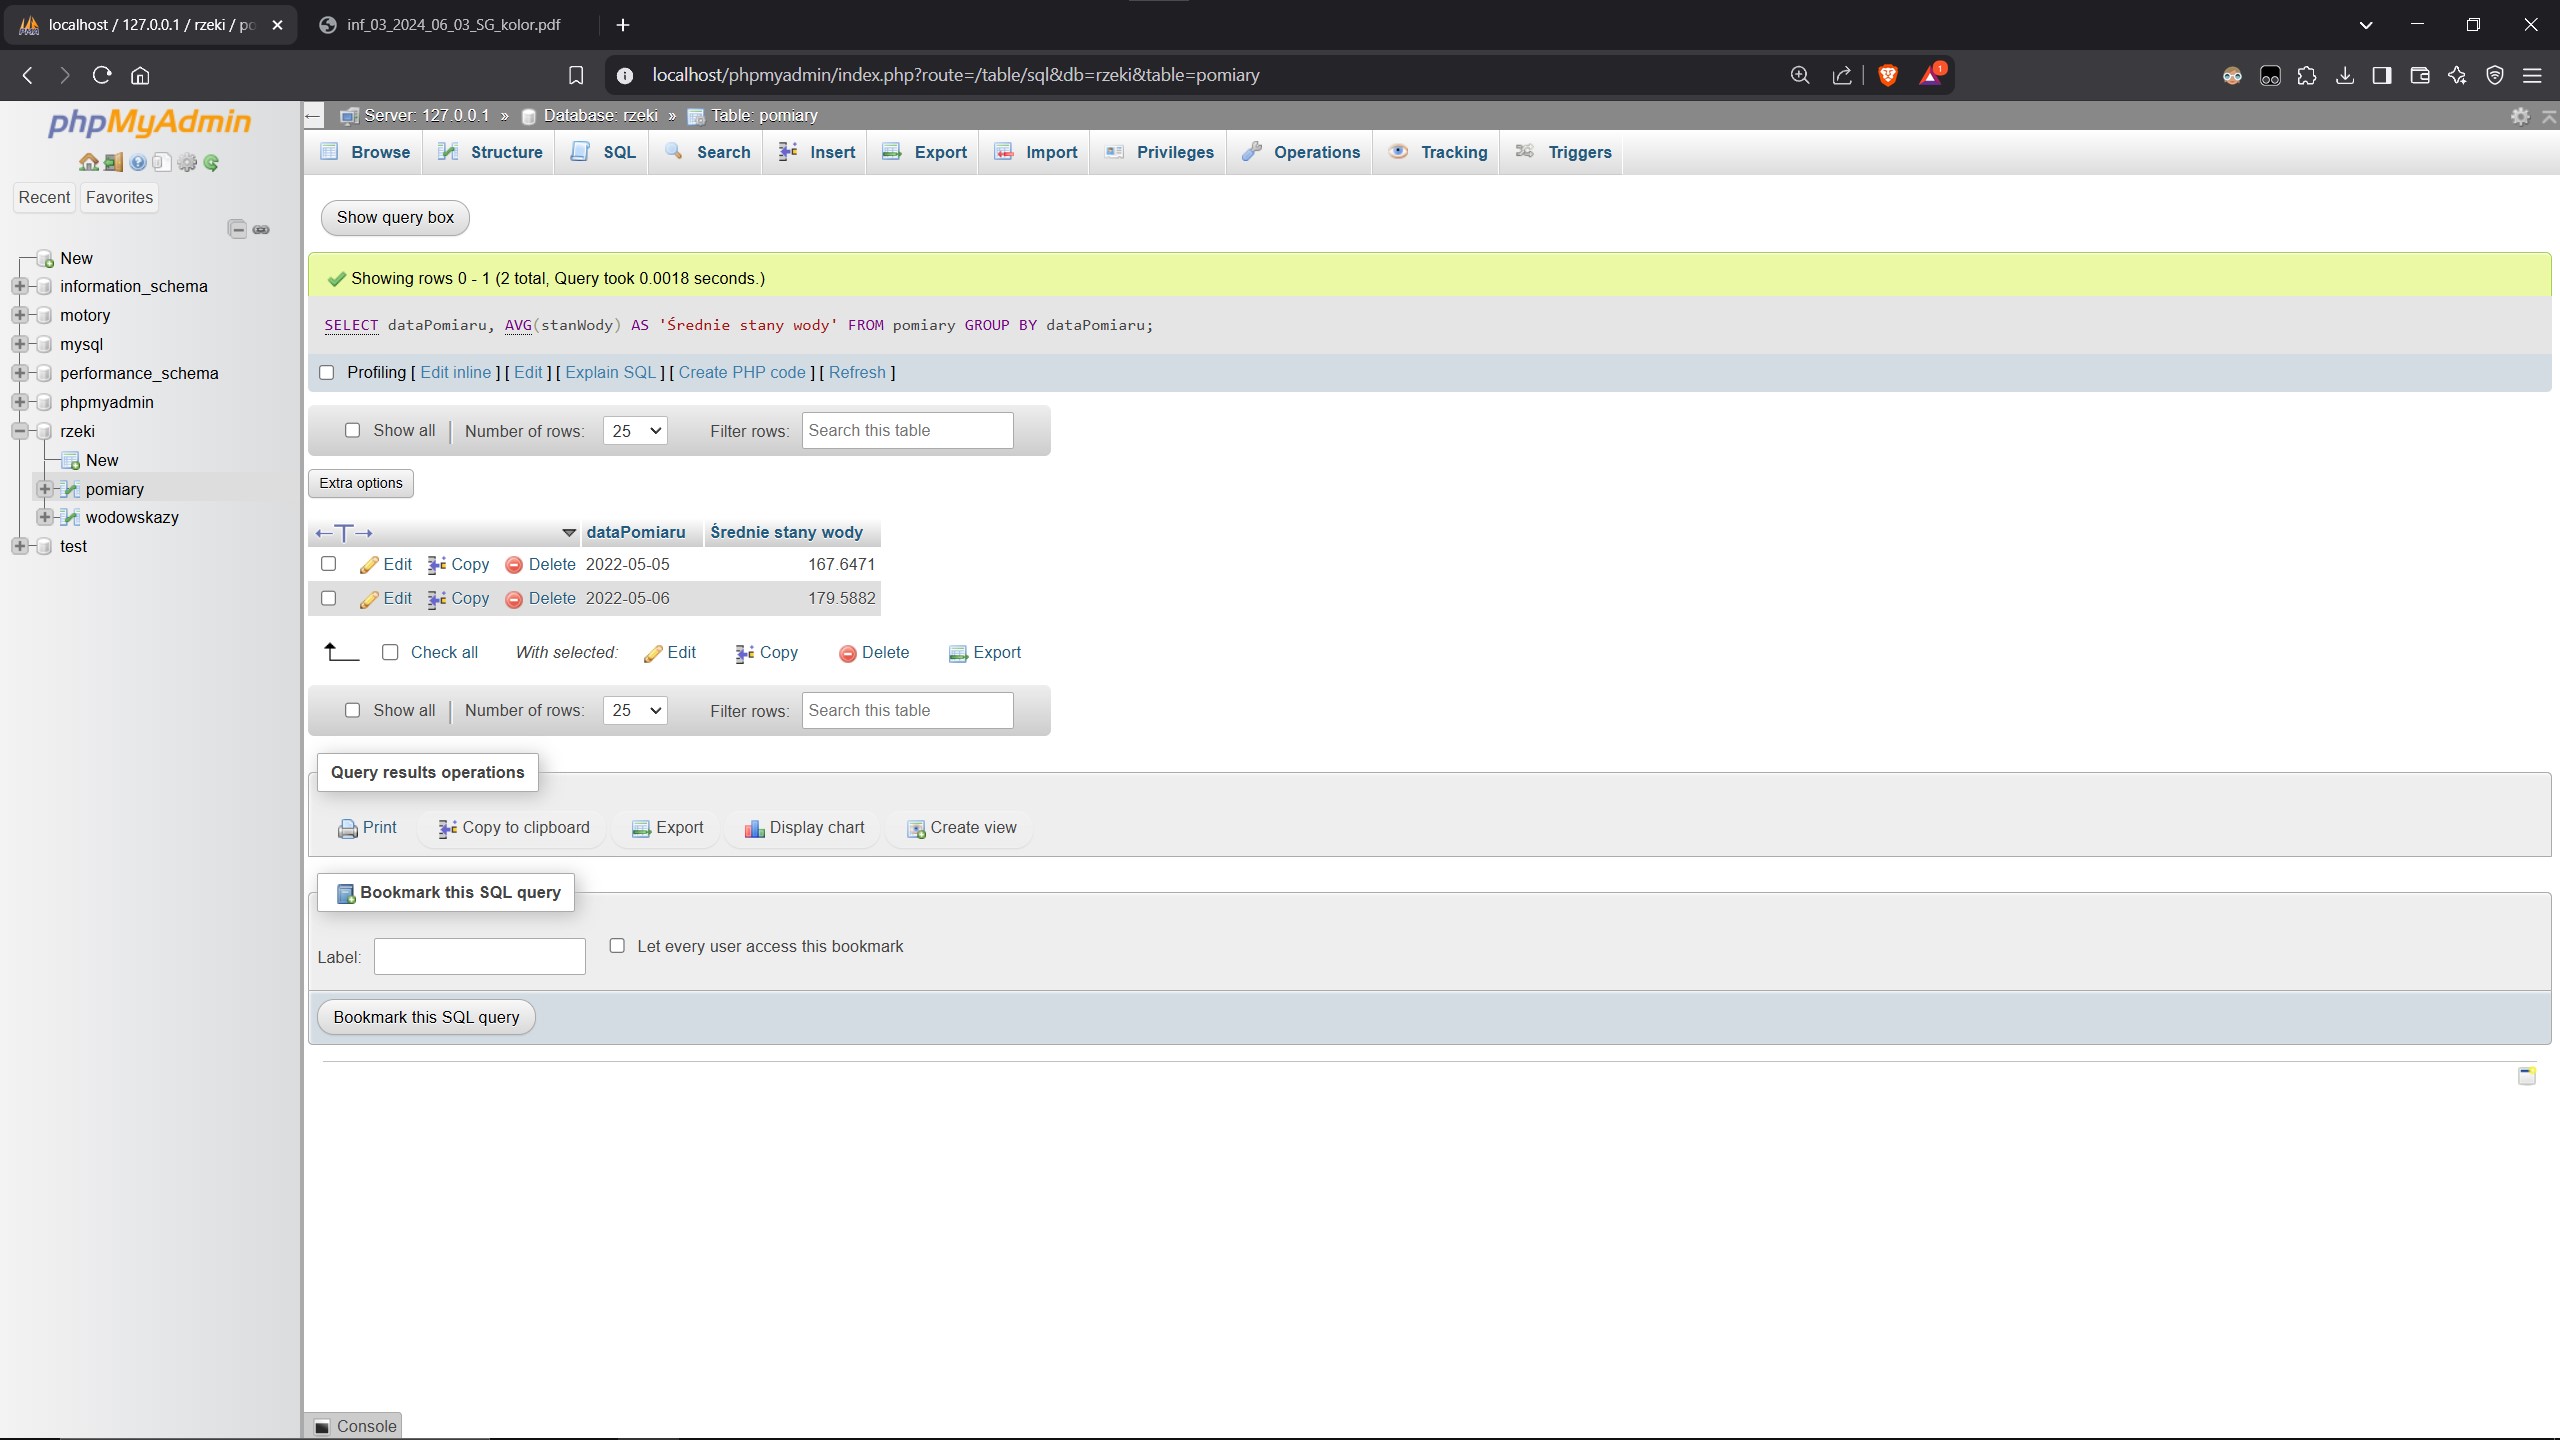 localhost / 127.0.0.1 / rzeki / po
inf_03_2024_06_03_SG_kolor.pdf
localhost/phpmyadmin/index.php?route=/table/sql&db=rzeki&table=pomiary
1
phpMyAdmin
Recent Favorites
New
information_schema
motory
mysql
performance_schema
phpmyadmin
rzeki
New
pomiary
wodowskazy
test
Server: 127.0.0.1 » Database: rzeki » Table: pomiary
Browse Structure SQL Search Insert Export Import Privileges Operations Tracking Triggers
Show query box
Showing rows 0 - 1 (2 total, Query took 0.0018 seconds.)
SELECT dataPomiaru, AVG(stanWody) AS 'Średnie stany wody' FROM pomiary GROUP BY dataPomiaru;
Profiling [ Edit inline ] [ Edit ] [ Explain SQL ] [ Create PHP code ] [ Refresh ]
Show all | Number of rows: 25 Filter rows: Search this table
Extra options
←T→ dataPomiaru Średnie stany wody
Edit Copy Delete 2022-05-05 167.6471
Edit Copy Delete 2022-05-06 179.5882
Check all With selected: Edit Copy Delete Export
Show all | Number of rows: 25 Filter rows: Search this table
Query results operations
Print Copy to clipboard Export Display chart Create view
Bookmark this SQL query
Label: Let every user access this bookmark
Bookmark this SQL query
Console